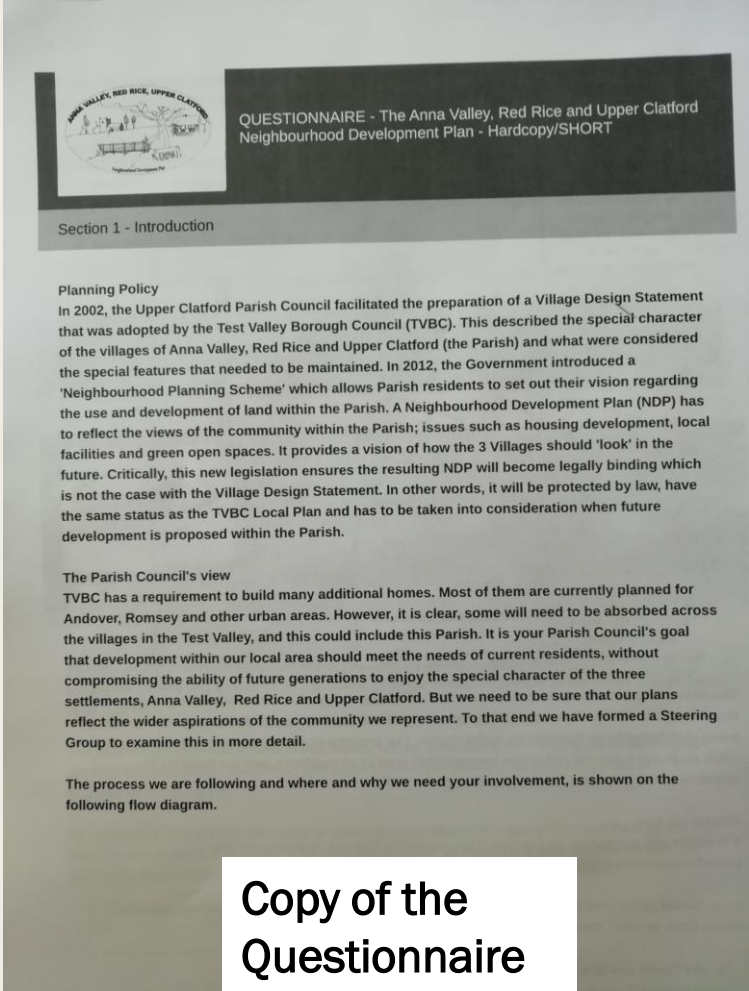 ANNA VALLEY, RED RICE, UPPER CLATFORD
Neighbourhood Development Plan
QUESTIONNAIRE - The Anna Valley, Red Rice and Upper Clatford
Neighbourhood Development Plan - Hardcopy/SHORT
Section 1 - Introduction
Planning Policy
In 2002, the Upper Clatford Parish Council facilitated the preparation of a Village Design Statement
that was adopted by the Test Valley Borough Council (TVBC). This described the special character
of the villages of Anna Valley, Red Rice and Upper Clatford (the Parish) and what were considered
the special features that needed to be maintained. In 2012, the Government introduced a
'Neighbourhood Planning Scheme' which allows Parish residents to set out their vision regarding
the use and development of land within the Parish. A Neighbourhood Development Plan (NDP) has
to reflect the views of the community within the Parish; issues such as housing development, local
facilities and green open spaces. It provides a vision of how the 3 Villages should 'look' in the
future. Critically, this new legislation ensures the resulting NDP will become legally binding which
is not the case with the Village Design Statement. In other words, it will be protected by law, have
the same status as the TVBC Local Plan and has to be taken into consideration when future
development is proposed within the Parish.
The Parish Council's view
TVBC has a requirement to build many additional homes. Most of them are currently planned for
Andover, Romsey and other urban areas. However, it is clear, some will need to be absorbed across
the villages in the Test Valley, and this could include this Parish. It is your Parish Council's goal
that development within our local area should meet the needs of current residents, without
compromising the ability of future generations to enjoy the special character of the three
settlements, Anna Valley, Red Rice and Upper Clatford. But we need to be sure that our plans
reflect the wider aspirations of the community we represent. To that end we have formed a Steering
Group to examine this in more detail.
The process we are following and where and why we need your involvement, is shown on the
following flow diagram.
Copy of the
Questionnaire